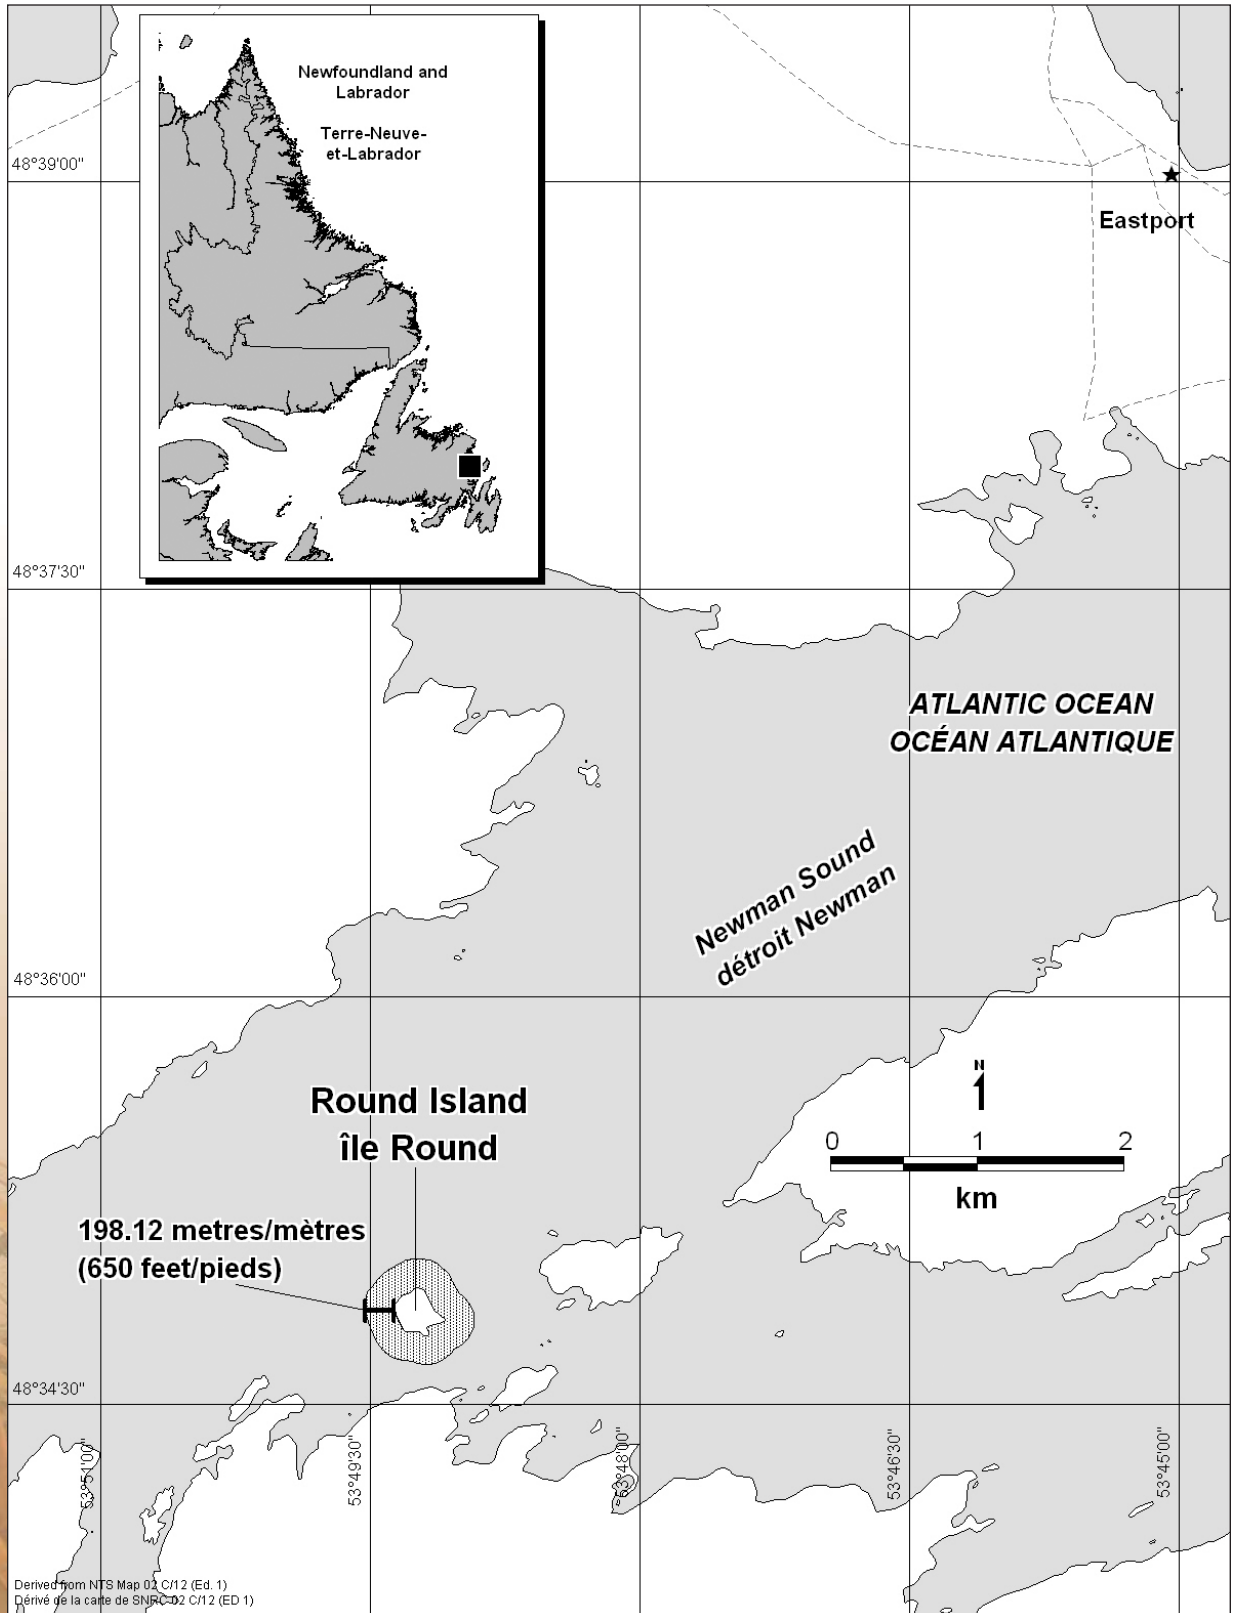 Newfoundland and
Labrador
Terre-Neuve-
et-Labrador
48°39'00"
Eastport
48°37'30"
ATLANTIC OCEAN
OCÉAN ATLANTIQUE
Newman Sound
détroit Newman
48°36'00"
N
Round Island
île Round
0 1 2
km
198.12 metres/mètres
(650 feet/pieds)
48°34'30"
53°51'00"
53°49'30"
53°48'00"
53°46'30"
53°45'00"
Derived from NTS Map 02 C/12 (Ed. 1)
Dérivé de la carte de SNRC 02 C/12 (ED 1)